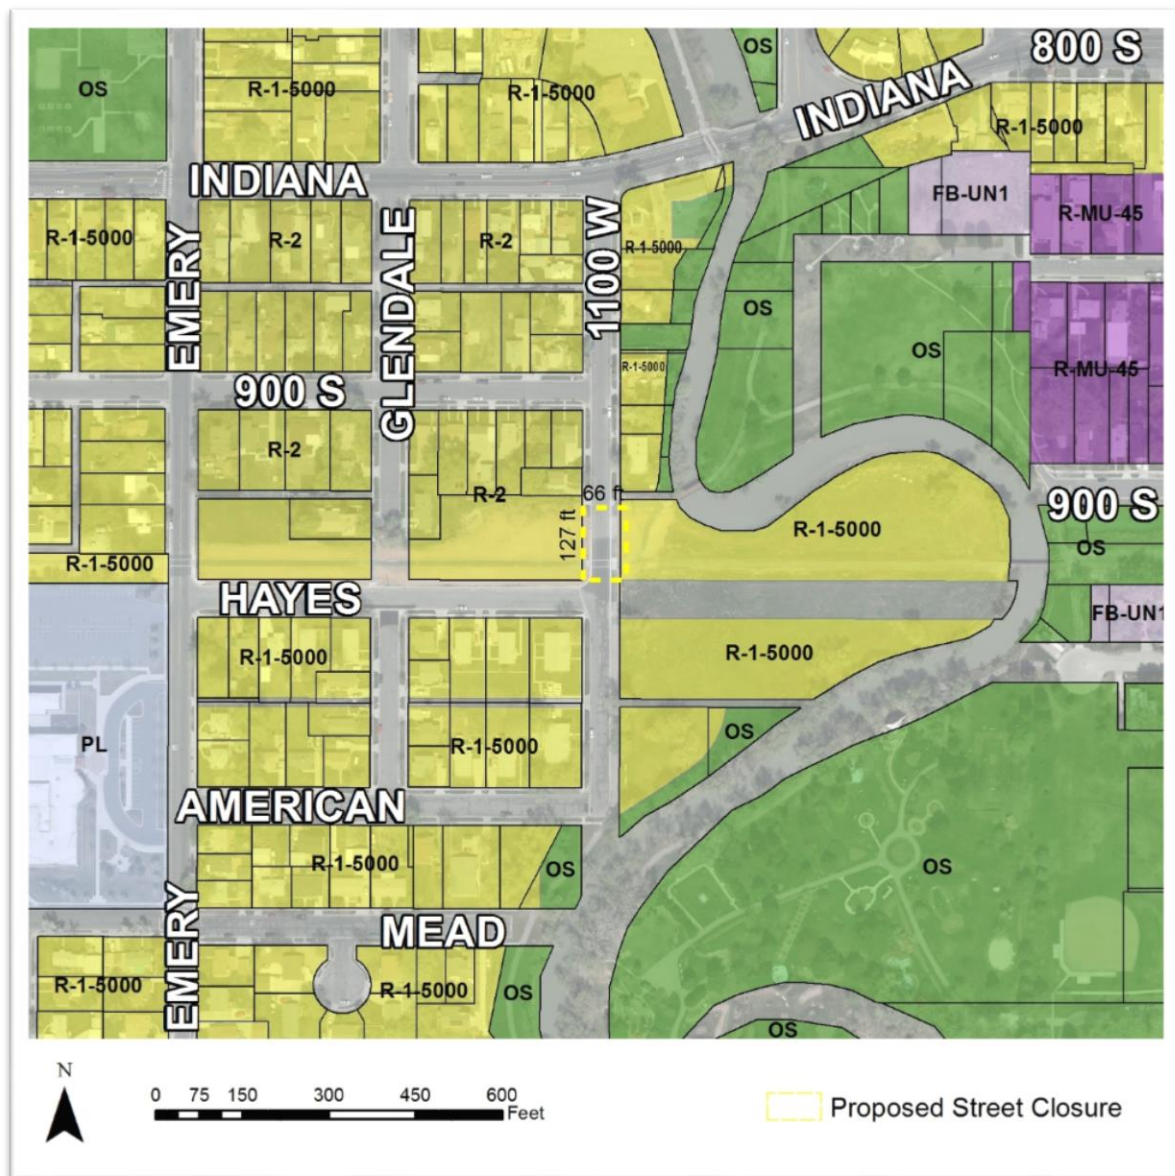 800 S
OS
INDIANA
OS
R-1-5000
R-1-5000
R-1-5000
INDIANA
FB-UN1
R-MU-45
R-1-5000
R-2
R-2
R-1-5000
EMERY
GLENDALE
1100 W
OS
OS
R-1-5000
R-MU-45
900 S
R-2
R-2
66 ft
127 ft
R-1-5000
900 S
OS
R-1-5000
HAYES
FB-UN1
R-1-5000
R-1-5000
PL
R-1-5000
OS
AMERICAN
R-1-5000
OS
OS
EMERY
MEAD
R-1-5000
R-1-5000
OS
OS
N
0 75 150 300 450 600
Feet
Proposed Street Closure